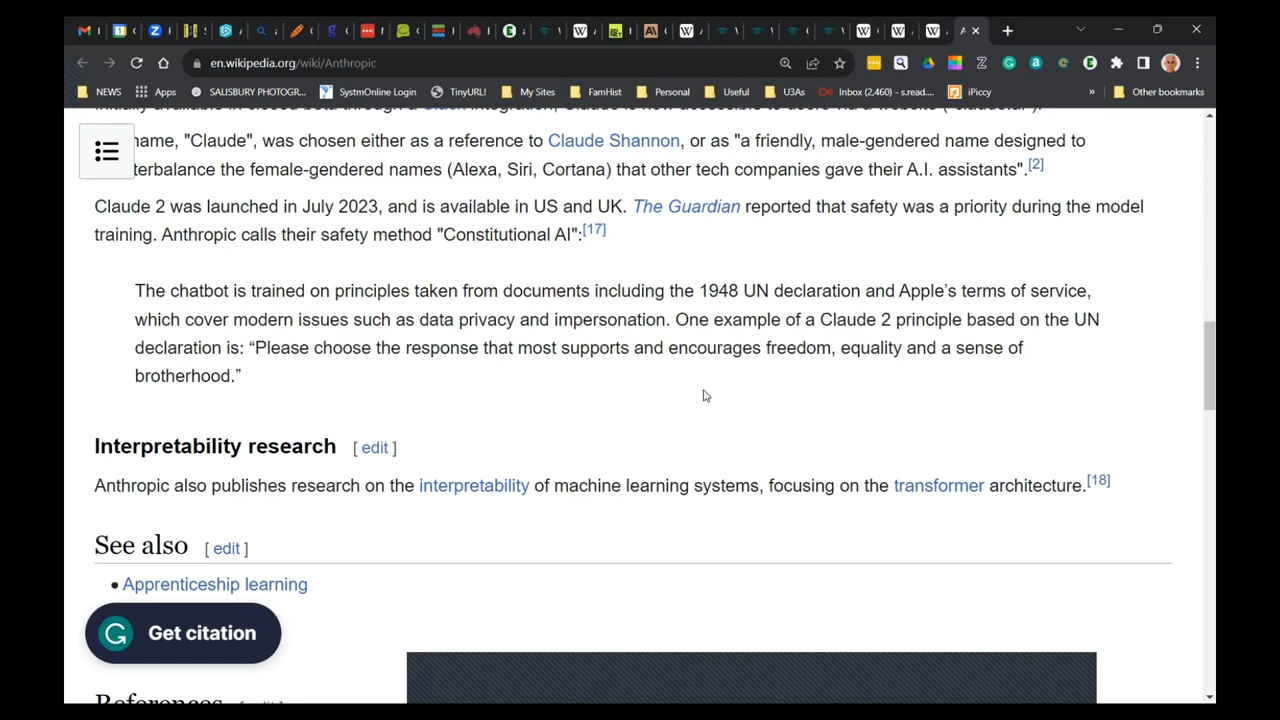 en.wikipedia.org/wiki/Anthropic
NEWS Apps SALISBURY PHOTOGR... SystmOnline Login TinyURL! My Sites FamHist Personal Useful U3As Inbox (2,460) - s.read.... iPiccy » Other bookmarks
name, "Claude", was chosen either as a reference to Claude Shannon, or as "a friendly, male-gendered name designed to
terbalance the female-gendered names (Alexa, Siri, Cortana) that other tech companies gave their A.I. assistants".[2]
Claude 2 was launched in July 2023, and is available in US and UK. The Guardian reported that safety was a priority during the model
training. Anthropic calls their safety method "Constitutional AI":[17]
The chatbot is trained on principles taken from documents including the 1948 UN declaration and Apple’s terms of service,
which cover modern issues such as data privacy and impersonation. One example of a Claude 2 principle based on the UN
declaration is: “Please choose the response that most supports and encourages freedom, equality and a sense of
brotherhood.”
Interpretability research [ edit ]
Anthropic also publishes research on the interpretability of machine learning systems, focusing on the transformer architecture.[18]
See also [ edit ]
• Apprenticeship learning
Get citation
References